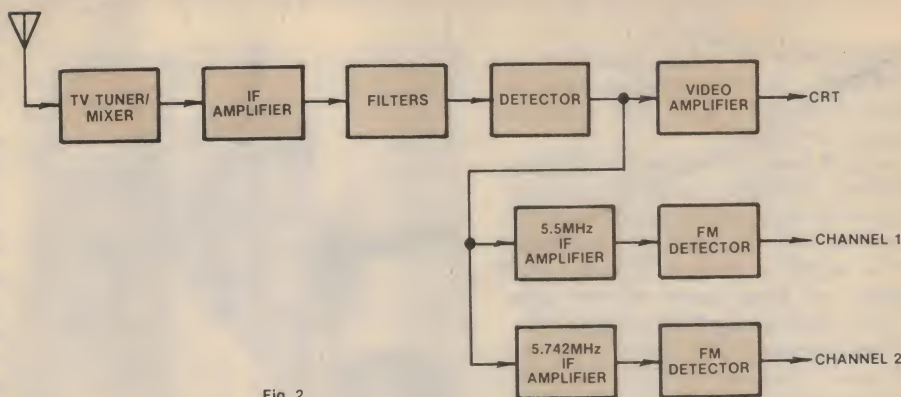 TV TUNER/
MIXER
IF
AMPLIFIER
FILTERS
DETECTOR
VIDEO
AMPLIFIER
CRT
5.5MHz
IF
AMPLIFIER
FM
DETECTOR
CHANNEL 1
5.742MHz
IF
AMPLIFIER
FM
DETECTOR
CHANNEL 2
Fig. 2